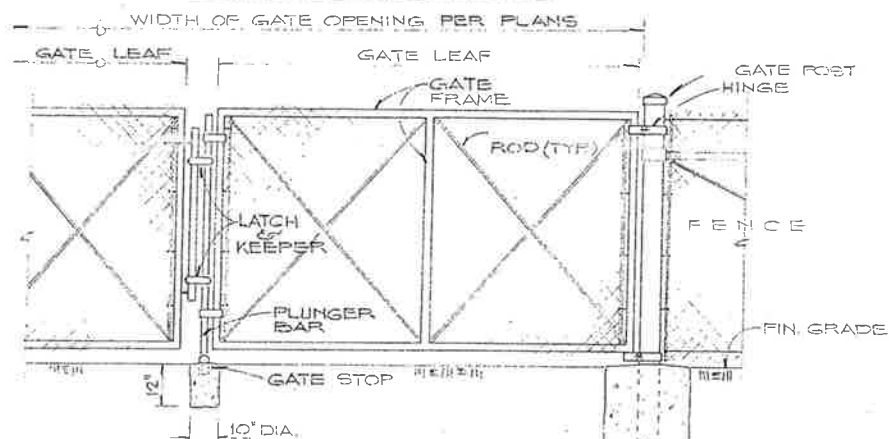 WIDTH OF GATE OPENING PER PLANS
GATE LEAF
GATE LEAF
GATE POST
HINGE
GATE
FRAME
ROD (TYP)
LATCH
&
KEEPER
FENCE
PLUNGER
BAR
FIN. GRADE
GATE STOP
12"
10" DIA.